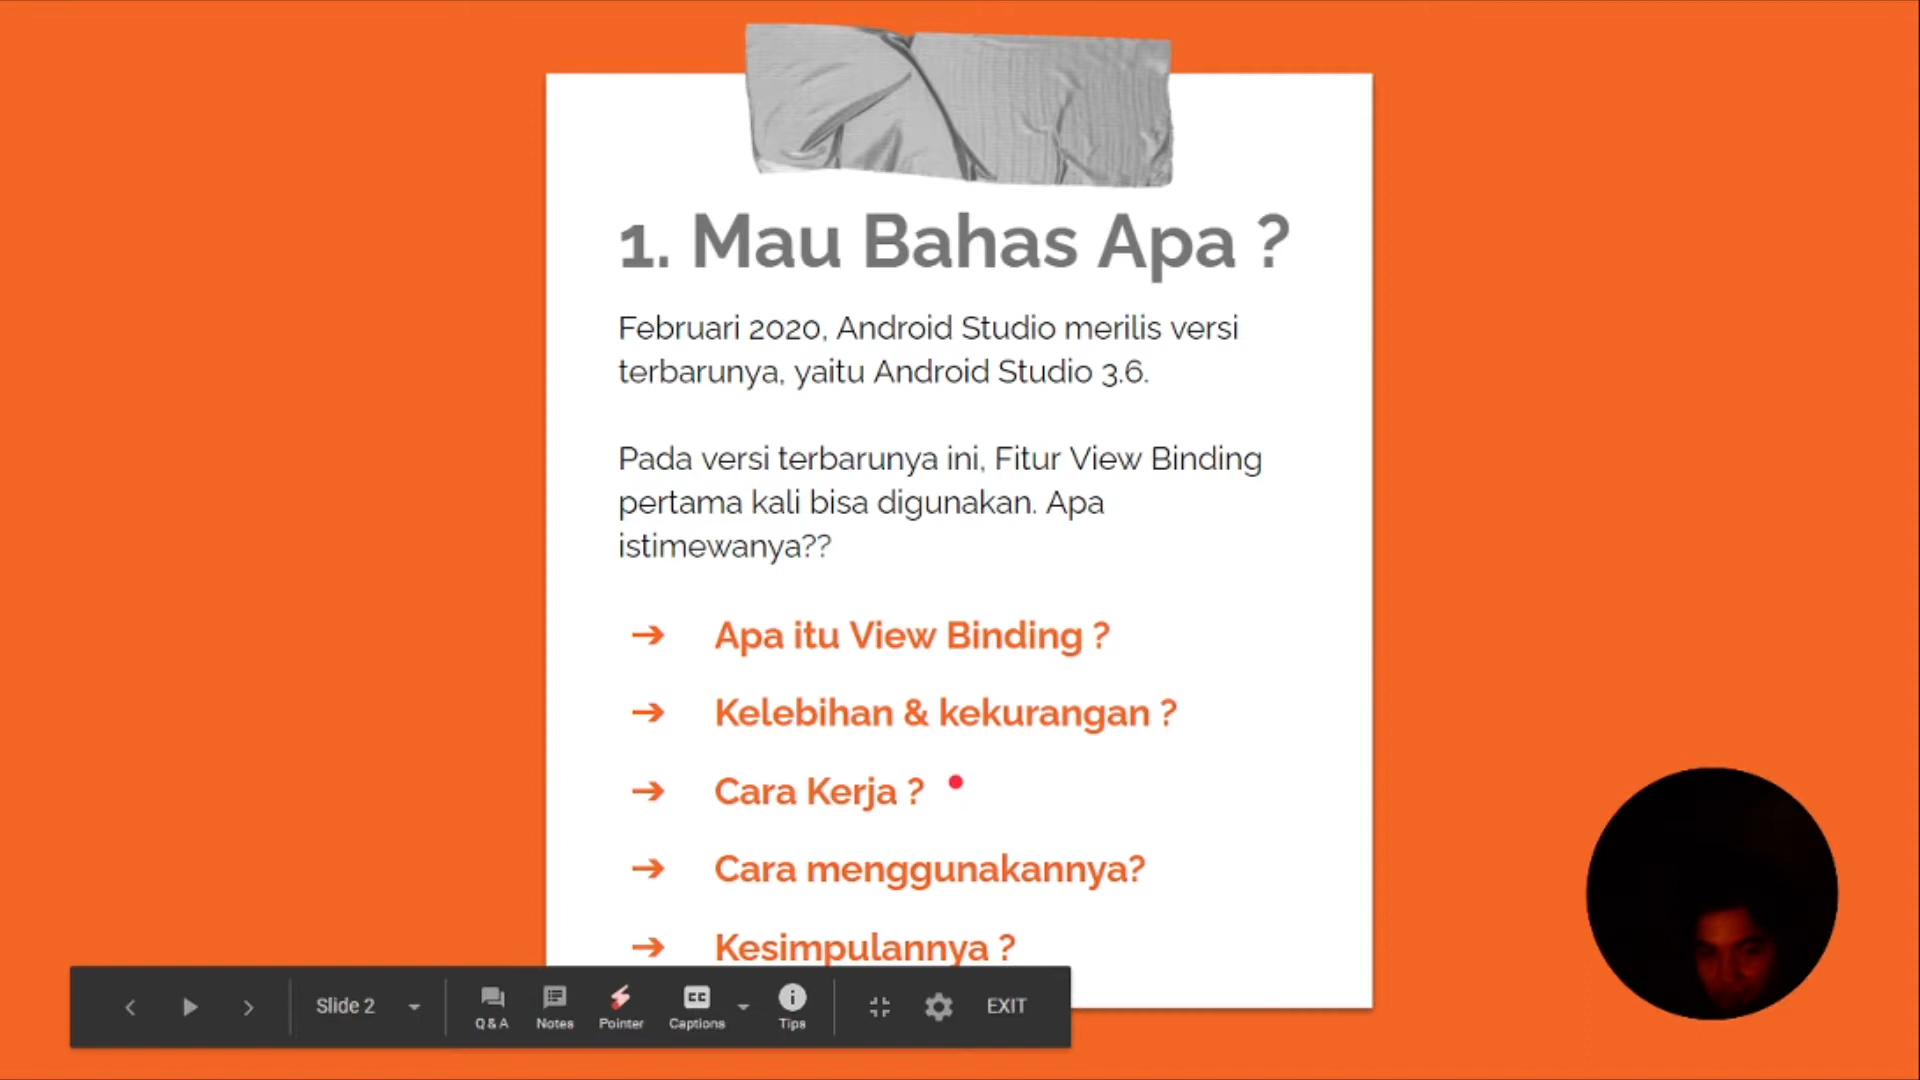 1. Mau Bahas Apa ?
Februari 2020, Android Studio merilis versi
terbarunya, yaitu Android Studio 3.6.
Pada versi terbarunya ini, Fitur View Binding
pertama kali bisa digunakan. Apa
istimewanya??
➔ Apa itu View Binding ?
➔ Kelebihan & kekurangan ?
➔ Cara Kerja ?
➔ Cara menggunakannya?
➔ Kesimpulannya ?
Slide 2
Q&A
Notes
Pointer
CC
Captions
Tips
EXIT